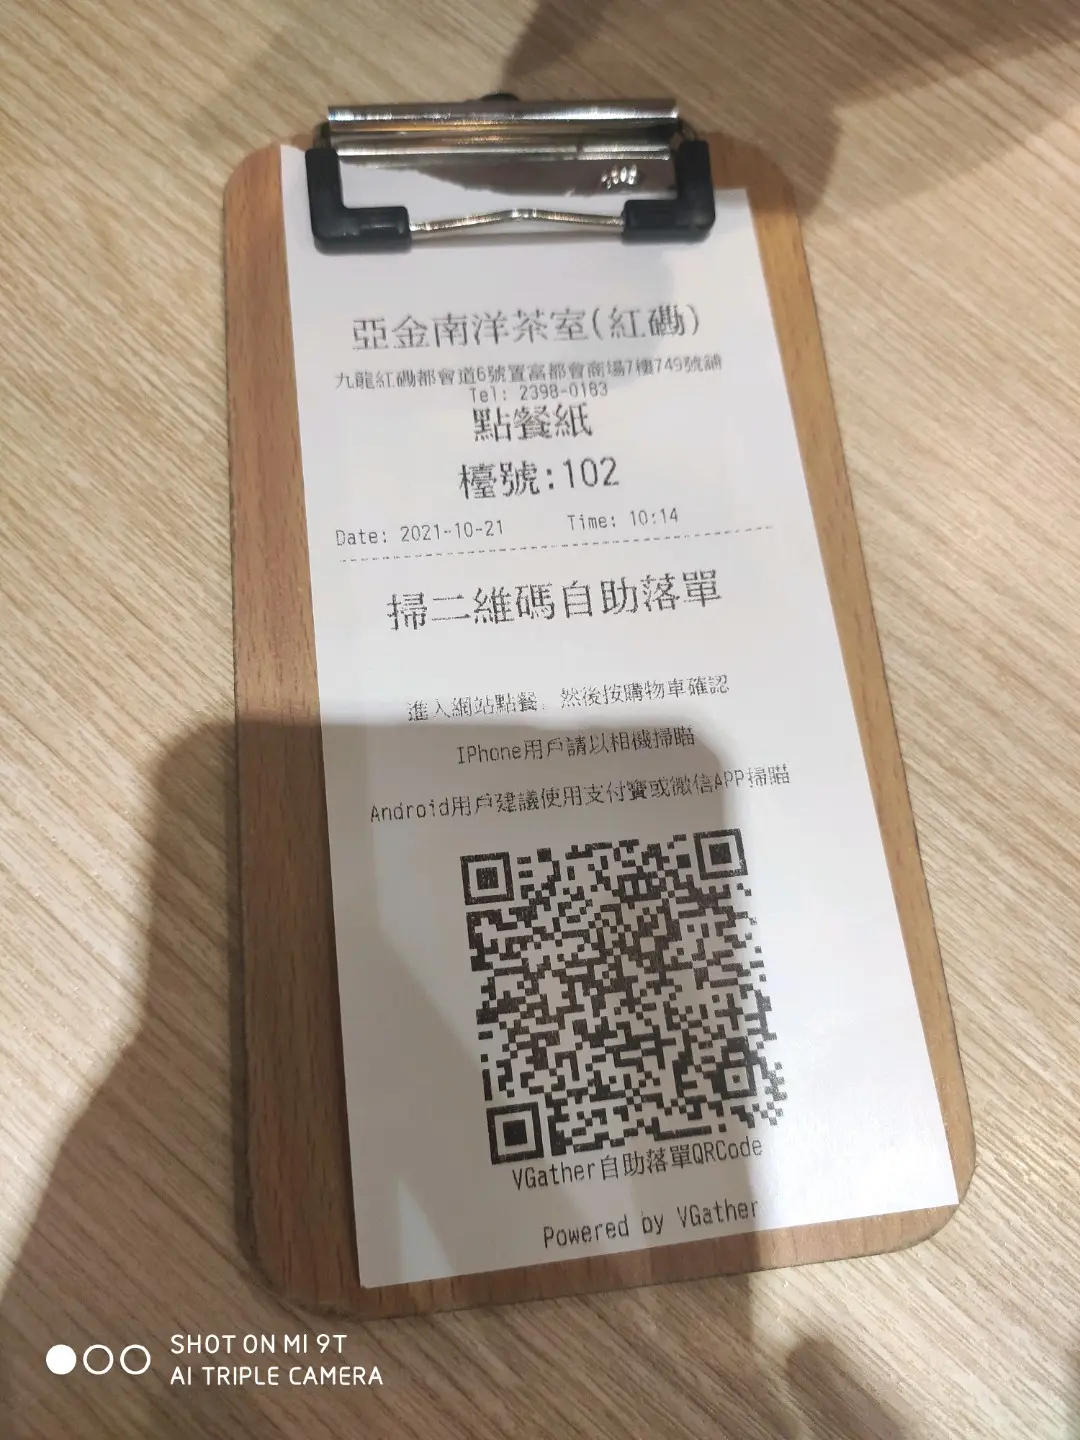 亞金南洋茶室(紅磡)
九龍紅磡都會道6號置富都會商場7樓749號舖
Tel: 2398-0183
點餐紙
檯號:102
Date: 2021-10-21 Time: 10:14
掃二維碼自助落單
進入網站點餐, 然後按購物車確認
IPhone用戶請以相機掃瞄
Android用戶建議使用支付寶或微信APP掃瞄
VGather自助落單QRCode
Powered by VGather
SHOT ON MI 9T
AI TRIPLE CAMERA